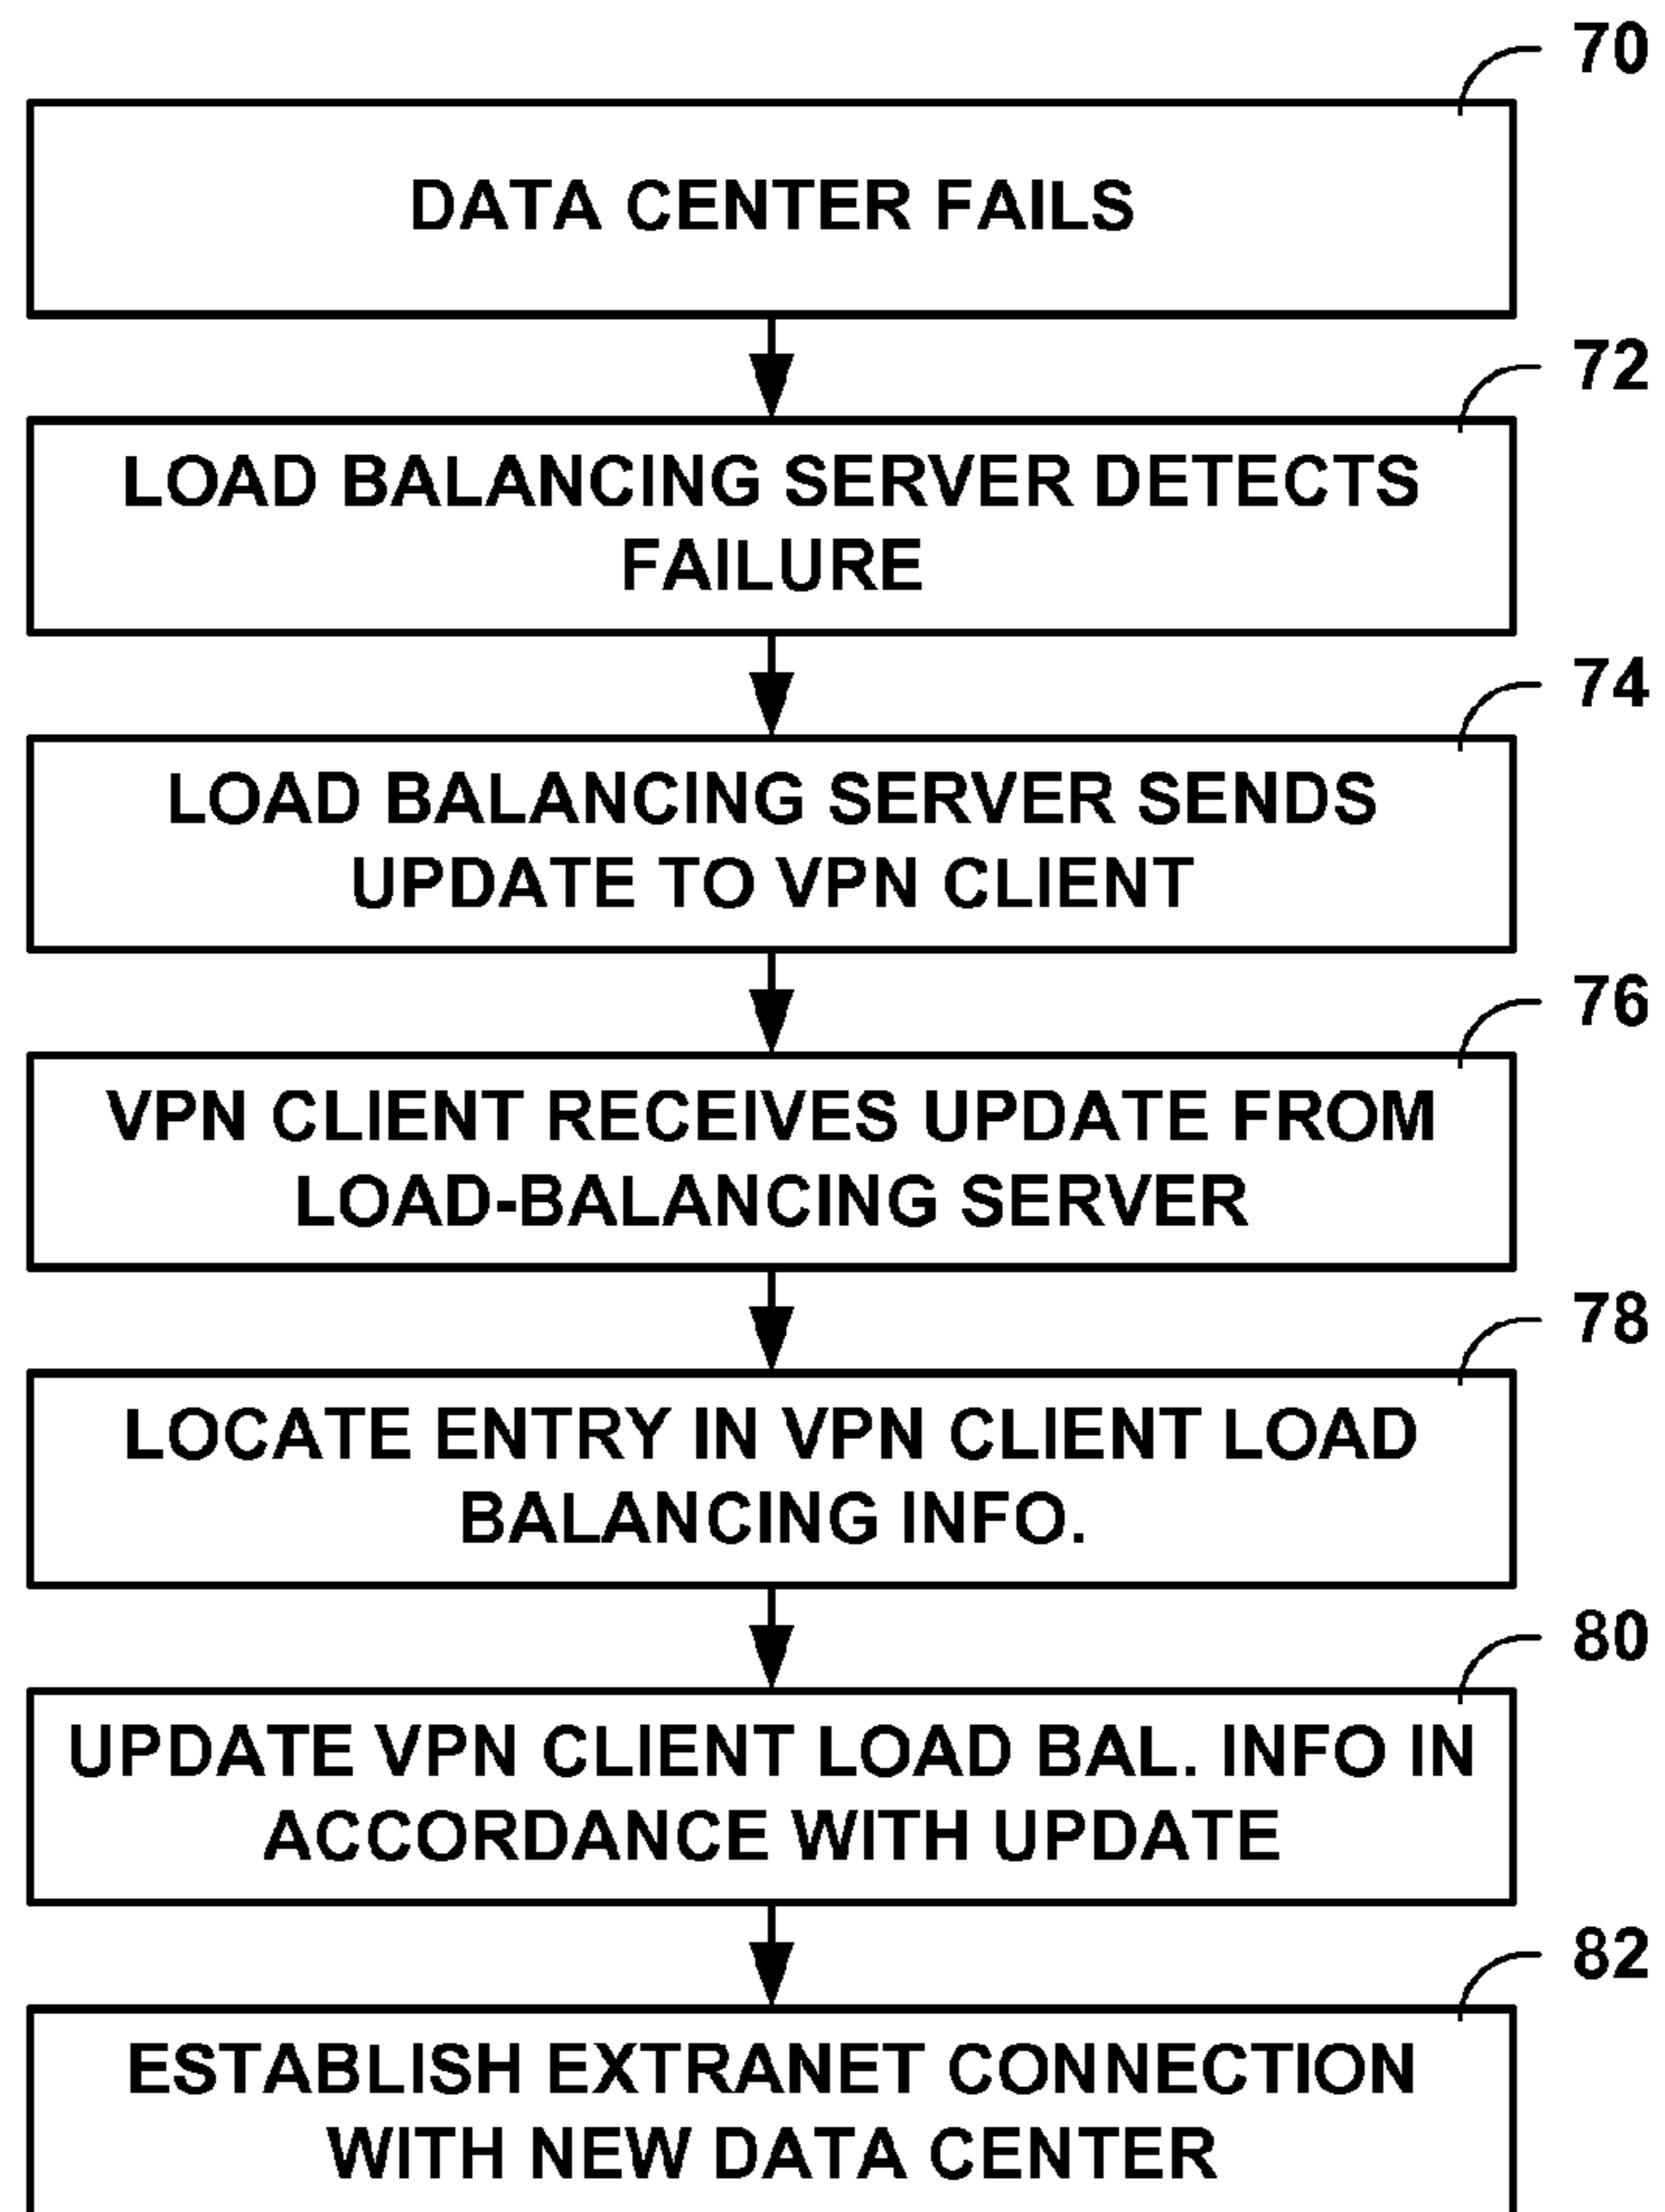 70
DATA CENTER FAILS
72
LOAD BALANCING SERVER DETECTS
FAILURE
74
LOAD BALANCING SERVER SENDS
UPDATE TO VPN CLIENT
76
VPN CLIENT RECEIVES UPDATE FROM
LOAD-BALANCING SERVER
78
LOCATE ENTRY IN VPN CLIENT LOAD
BALANCING INFO.
80
UPDATE VPN CLIENT LOAD BAL. INFO IN
ACCORDANCE WITH UPDATE
82
ESTABLISH EXTRANET CONNECTION
WITH NEW DATA CENTER